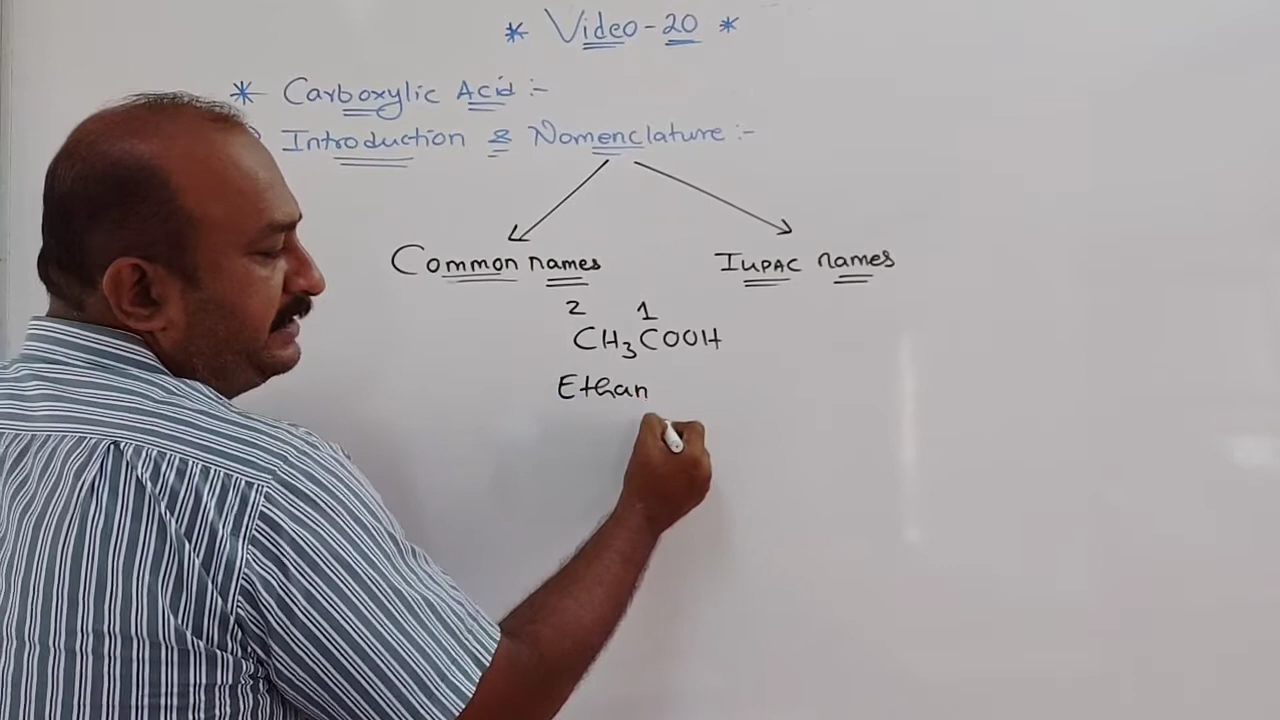 * Video-20 *
* Carboxylic Acid :-
Introduction & Nomenclature :-
Common names IUPAC names
2 1
CH₃COOH
Ethan